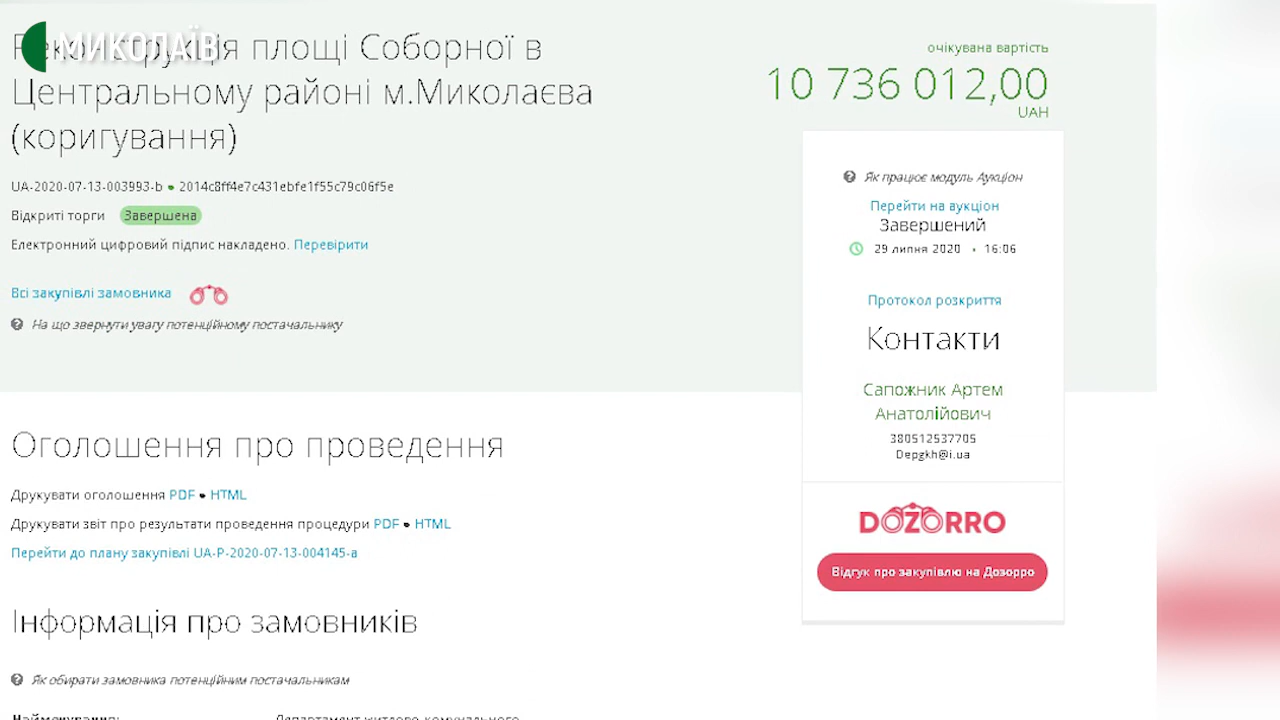 МИКОЛАЇВ
Реконструкція площі Соборної в
Центральному районі м.Миколаєва
(коригування)
UA-2020-07-13-003993-b ● 2014c8ff4e7c431ebfe1f55c79c06f5e
Відкриті торги Завершена
Електронний цифровий підпис накладено. Перевірити
Всі закупівлі замовника
На що звернути увагу потенційному постачальнику
очікувана вартість
10 736 012,00
UAH
Як працює модуль Аукціон
Перейти на аукціон
Завершений
29 липня 2020 • 16:06
Протокол розкриття
Контакти
Сапожник Артем
Анатолійович
380512537705
Depgkh@i.ua
DOZORRO
Відгук про закупівлю на Дозорро
Оголошення про проведення
Друкувати оголошення PDF ● HTML
Друкувати звіт про результати проведення процедури PDF ● HTML
Перейти до плану закупівлі UA-P-2020-07-13-004145-a
Інформація про замовників
Як обирати замовника потенційним постачальникам
Найменування: Департамент житлово-комунального